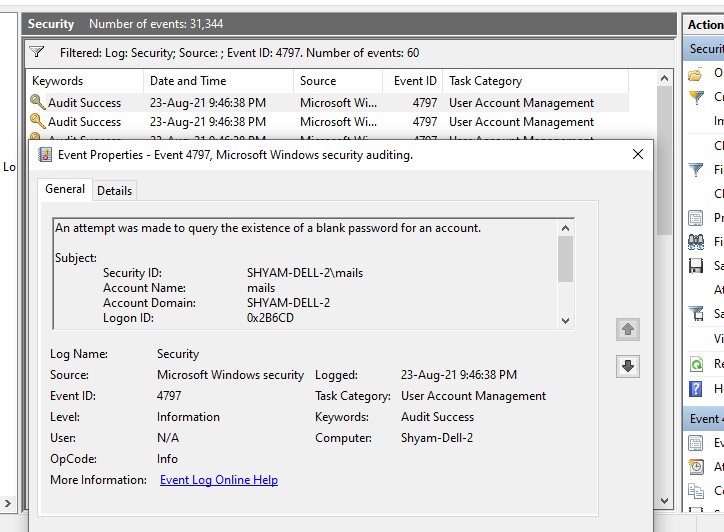 Security Number of events: 31,344
Filtered: Log: Security; Source: ; Event ID: 4797. Number of events: 60
Keywords Date and Time Source Event ID Task Category
Audit Success 23-Aug-21 9:46:38 PM Microsoft Wi... 4797 User Account Management
Audit Success 23-Aug-21 9:46:38 PM Microsoft Wi... 4797 User Account Management
Lo
Event Properties - Event 4797, Microsoft Windows security auditing.
General Details
An attempt was made to query the existence of a blank password for an account.
Subject:
Security ID: SHYAM-DELL-2\mails
Account Name: mails
Account Domain: SHYAM-DELL-2
Logon ID: 0x2B6CD
Log Name: Security
Source: Microsoft Windows security Logged: 23-Aug-21 9:46:38 PM
Event ID: 4797 Task Category: User Account Management
Level: Information Keywords: Audit Success
User: N/A Computer: Shyam-Dell-2
OpCode: Info
More Information: Event Log Online Help
Action
Securi
O
Cr
Im
Cl
Fi
Cl
Pr
Fi
Sa
At
Sa
Vi
Re
H
Event 4
Ev
At
Co